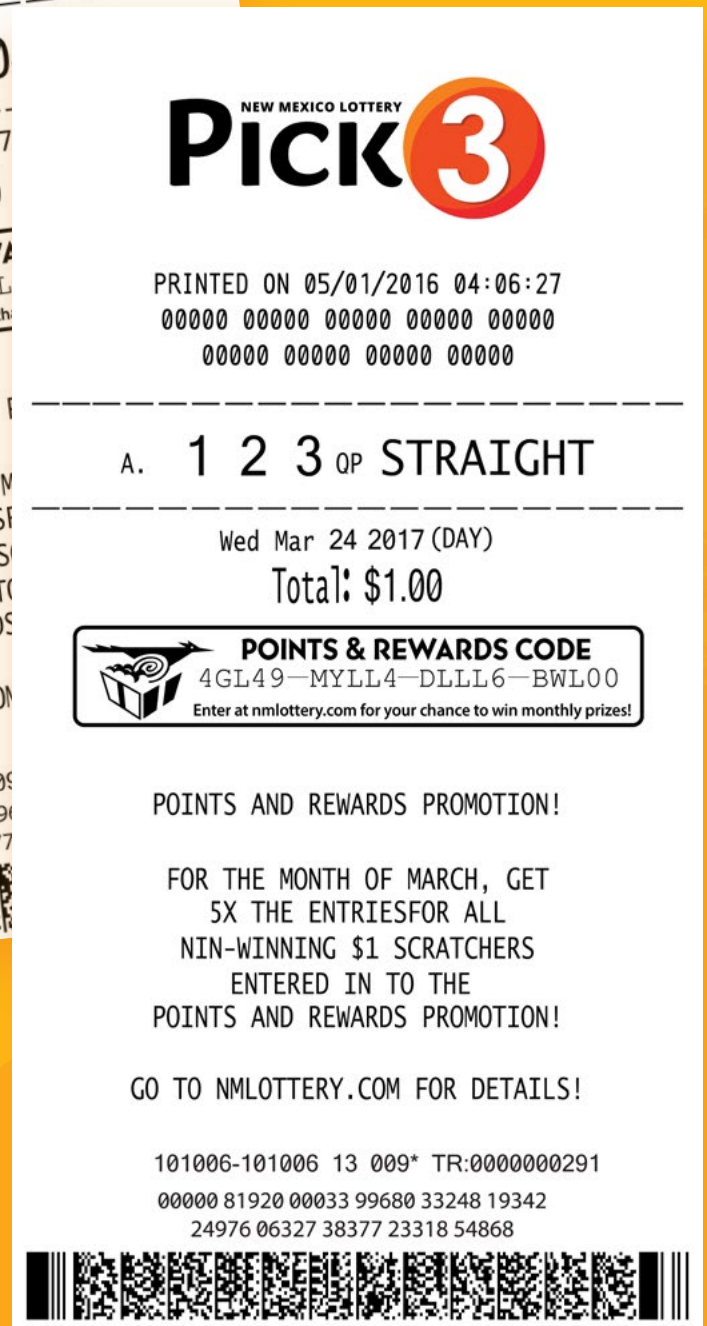 NEW MEXICO LOTTERY
PICK 3
PRINTED ON 05/01/2016 04:06:27
00000 00000 00000 00000 00000
00000 00000 00000 00000
A. 1 2 3 QP STRAIGHT
Wed Mar 24 2017 (DAY)
Total: $1.00
POINTS & REWARDS CODE
4GL49—MYLL4—DLLL6—BWL00
Enter at nmlottery.com for your chance to win monthly prizes!
POINTS AND REWARDS PROMOTION!
FOR THE MONTH OF MARCH, GET
5X THE ENTRIESFOR ALL
NIN-WINNING $1 SCRATCHERS
ENTERED IN TO THE
POINTS AND REWARDS PROMOTION!
GO TO NMLOTTERY.COM FOR DETAILS!
101006-101006 13 009* TR:0000000291
00000 81920 00033 99680 33248 19342
24976 06327 38377 23318 54868